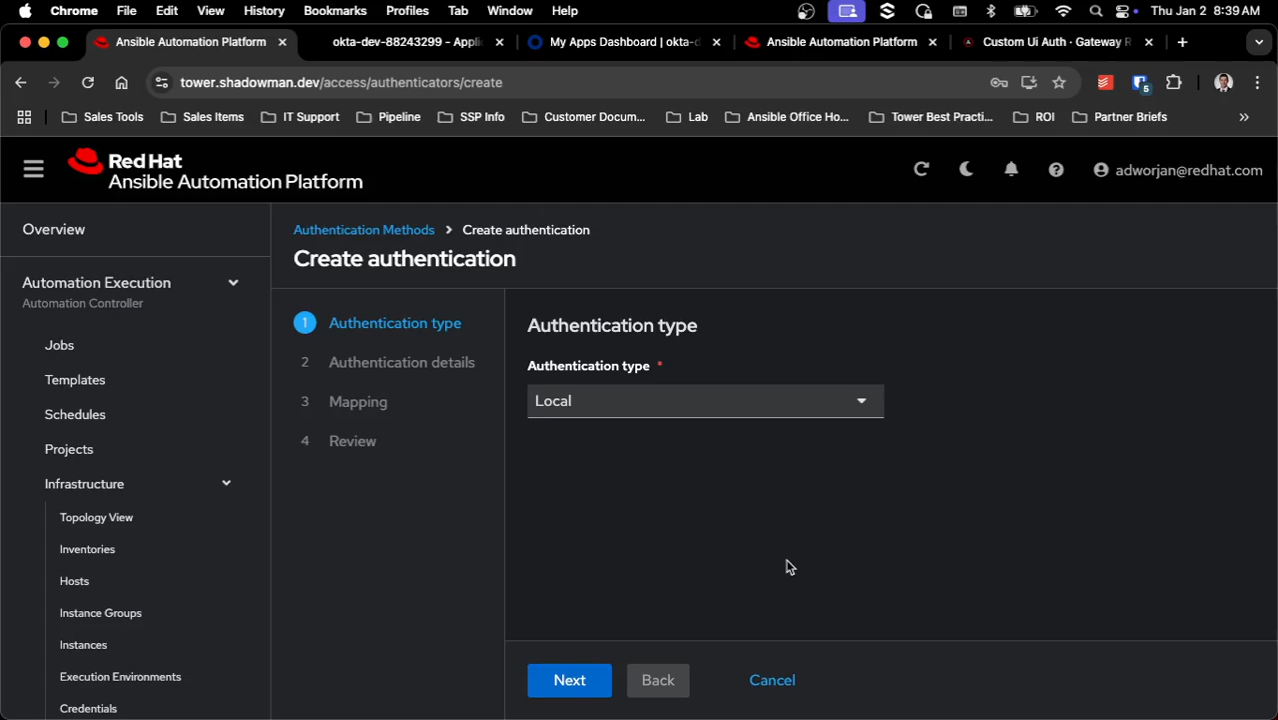 Chrome File Edit View History Bookmarks Profiles Tab Window Help Thu Jan 2 8:39 AM
Ansible Automation Platform okta-dev-88243299 - Appli My Apps Dashboard | okta-d Ansible Automation Platform Custom Ui Auth · Gateway R
tower.shadowman.dev/access/authenticators/create 5
Sales Tools Sales Items IT Support Pipeline SSP Info Customer Docum... Lab Ansible Office Ho... Tower Best Practi... ROI Partner Briefs
Red Hat
Ansible Automation Platform
adworjan@redhat.com
Overview
Automation Execution
Automation Controller
Jobs
Templates
Schedules
Projects
Infrastructure
Topology View
Inventories
Hosts
Instance Groups
Instances
Execution Environments
Credentials
Authentication Methods Create authentication
Create authentication
1 Authentication type
2 Authentication details
3 Mapping
4 Review
Authentication type
Authentication type *
Local
Next Back Cancel